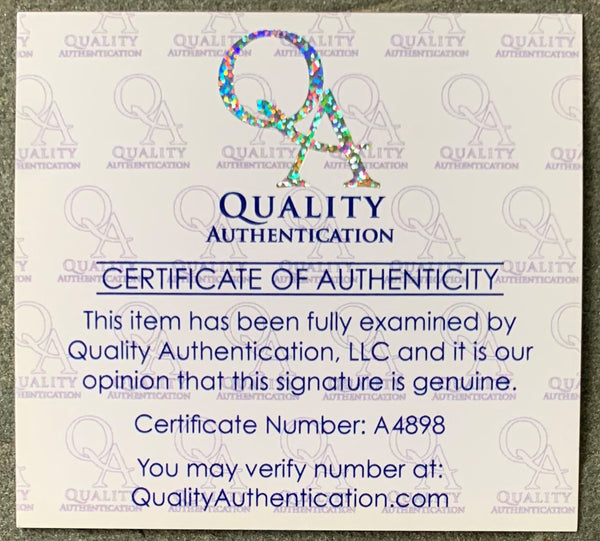 QA
QUALITY
AUTHENTICATION
CERTIFICATE OF AUTHENTICITY
This item has been fully examined by
Quality Authentication, LLC and it is our
opinion that this signature is genuine.
Certificate Number: A4898
You may verify number at:
QualityAuthentication.com